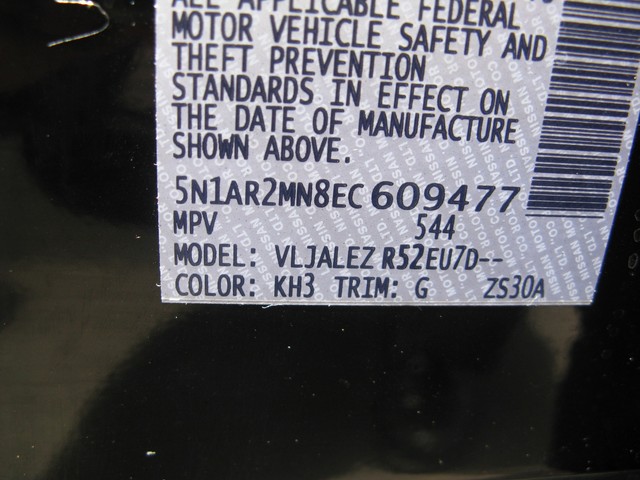 ALL APPLICABLE FEDERAL
MOTOR VEHICLE SAFETY AND
THEFT PREVENTION
STANDARDS IN EFFECT ON
THE DATE OF MANUFACTURE
SHOWN ABOVE.
5N1AR2MN8EC609477
MPV 544
MODEL: VLJALEZ R52EU7D--
COLOR: KH3 TRIM: G ZS30A